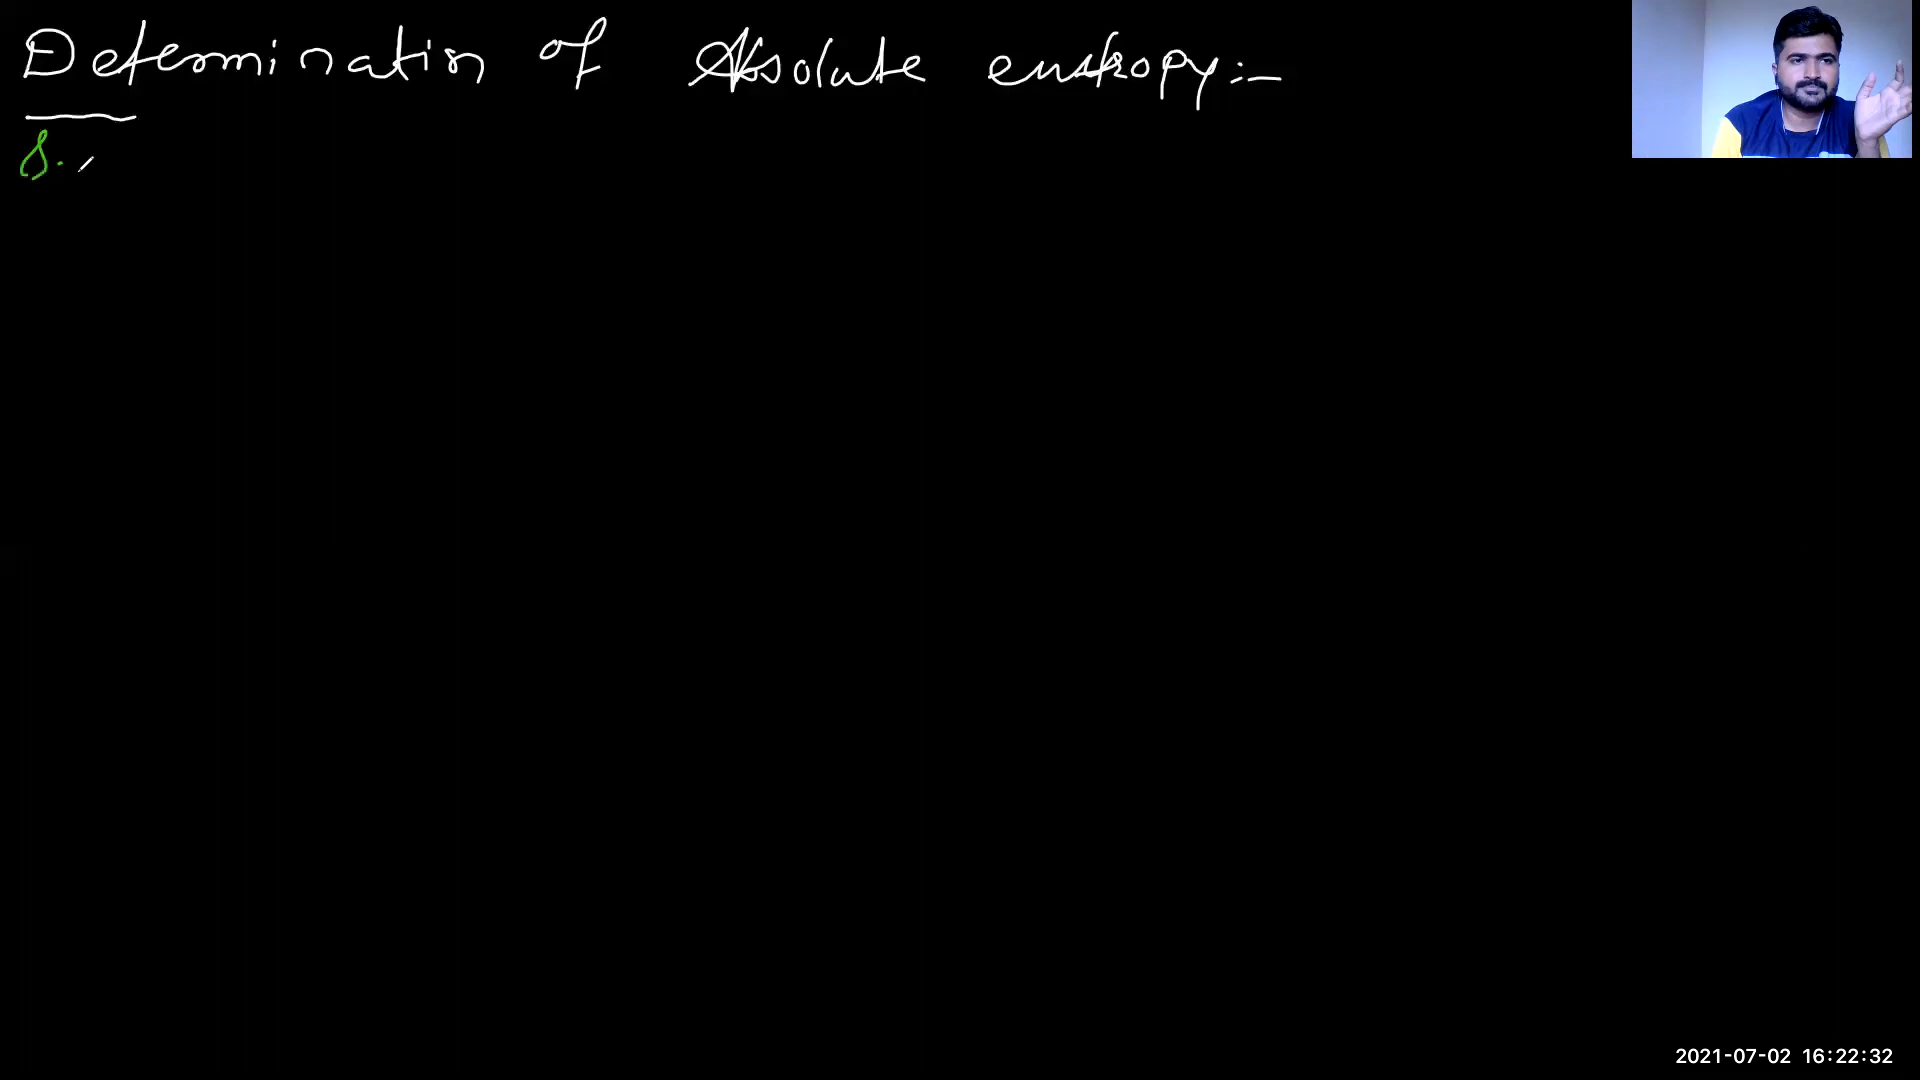 Determination of Absolute entropy:-
S.
2021-07-02 16:22:32